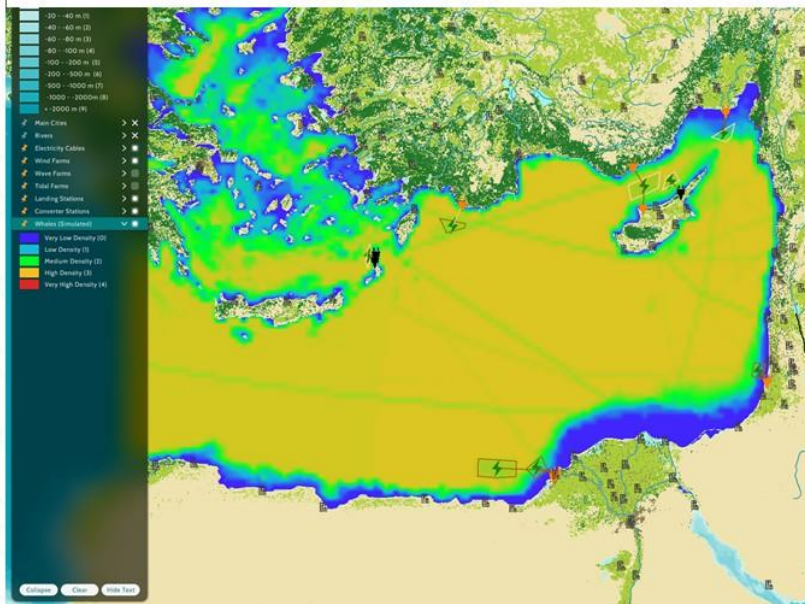 -20 - -40 m (1)
-40 - -60 m (2)
-60 - -80 m (3)
-80 - -100 m (4)
-100 - -200 m (5)
-200 - -500 m (6)
-500 - -1000 m (7)
-1000 - -2000m (8)
< -2000 m (9)
Main Cities
Rivers
Electricity Cables
Wind Farms
Wave Farms
Tidal Farms
Landing Stations
Converter Stations
Whales (Simulated)
Very Low Density (0)
Low Density (1)
Medium Density (2)
High Density (3)
Very High Density (4)
Collapse Clear Hide Text